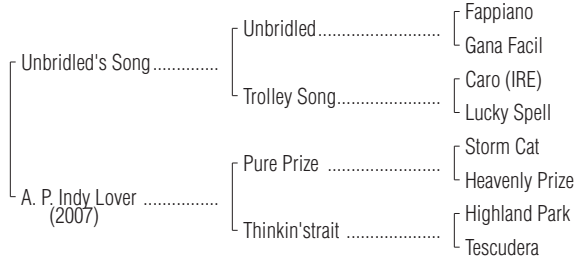 Fappiano
Unbridled
Gana Facil
Unbridled's Song
Caro (IRE)
Trolley Song
Lucky Spell
Storm Cat
Pure Prize
Heavenly Prize
A. P. Indy Lover
(2007)
Highland Park
Thinkin'strait
Tescudera